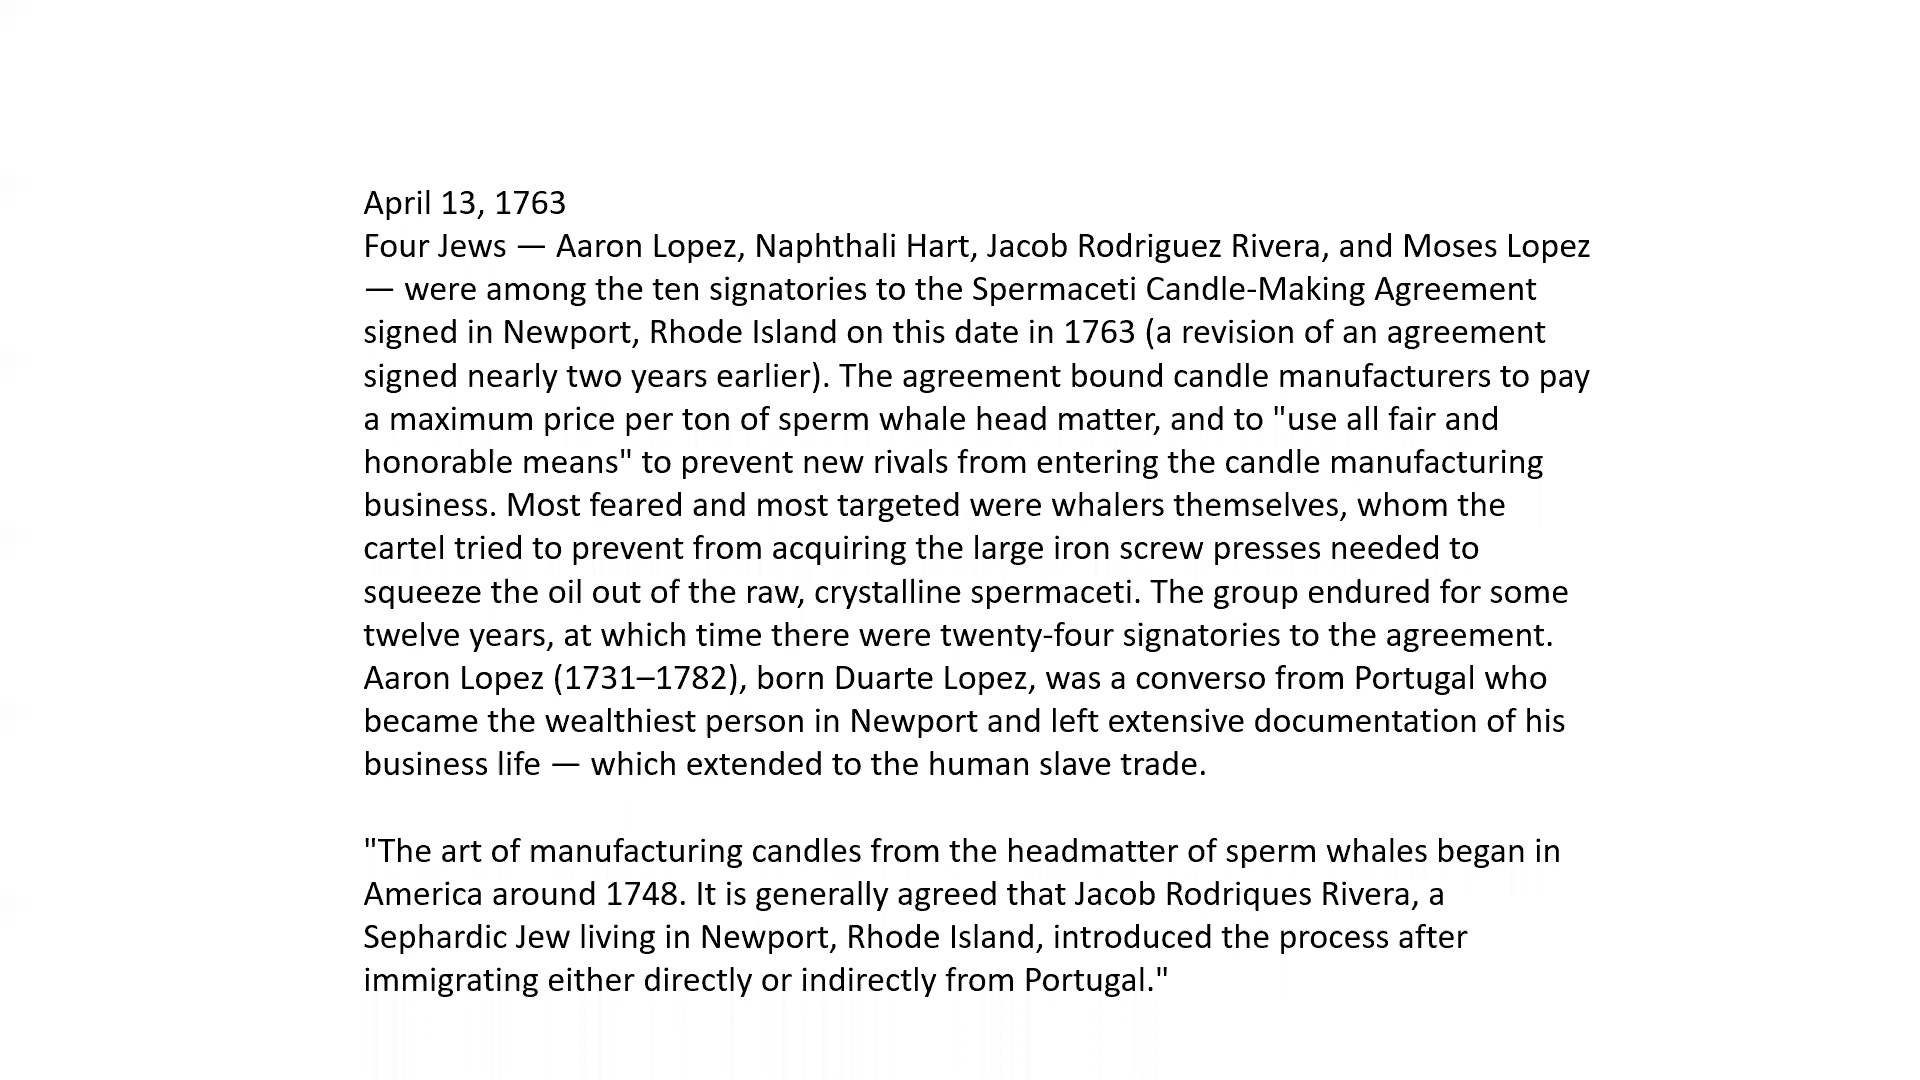 April 13, 1763
Four Jews — Aaron Lopez, Naphthali Hart, Jacob Rodriguez Rivera, and Moses Lopez
— were among the ten signatories to the Spermaceti Candle-Making Agreement
signed in Newport, Rhode Island on this date in 1763 (a revision of an agreement
signed nearly two years earlier). The agreement bound candle manufacturers to pay
a maximum price per ton of sperm whale head matter, and to "use all fair and
honorable means" to prevent new rivals from entering the candle manufacturing
business. Most feared and most targeted were whalers themselves, whom the
cartel tried to prevent from acquiring the large iron screw presses needed to
squeeze the oil out of the raw, crystalline spermaceti. The group endured for some
twelve years, at which time there were twenty-four signatories to the agreement.
Aaron Lopez (1731–1782), born Duarte Lopez, was a converso from Portugal who
became the wealthiest person in Newport and left extensive documentation of his
business life — which extended to the human slave trade.

"The art of manufacturing candles from the headmatter of sperm whales began in
America around 1748. It is generally agreed that Jacob Rodriques Rivera, a
Sephardic Jew living in Newport, Rhode Island, introduced the process after
immigrating either directly or indirectly from Portugal."